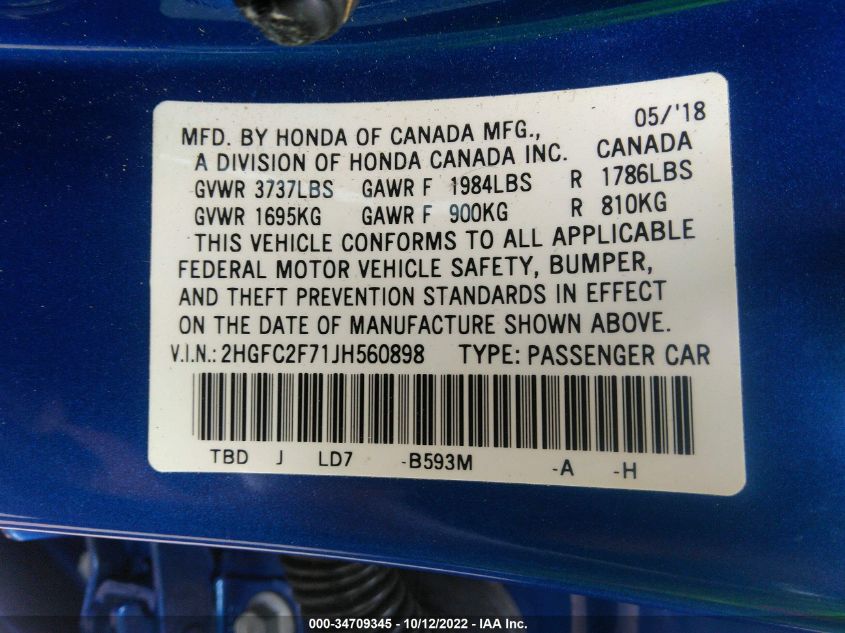 05/'18
MFD. BY HONDA OF CANADA MFG.,
A DIVISION OF HONDA CANADA INC. CANADA
GVWR 3737LBS GAWR F 1984LBS R 1786LBS
GVWR 1695KG GAWR F 900KG R 810KG
THIS VEHICLE CONFORMS TO ALL APPLICABLE
FEDERAL MOTOR VEHICLE SAFETY, BUMPER,
AND THEFT PREVENTION STANDARDS IN EFFECT
ON THE DATE OF MANUFACTURE SHOWN ABOVE.
V.I.N.: 2HGFC2F71JH560898 TYPE: PASSENGER CAR
TBD J LD7 -B593M -A -H
000-34709345 - 10/12/2022 - IAA Inc.